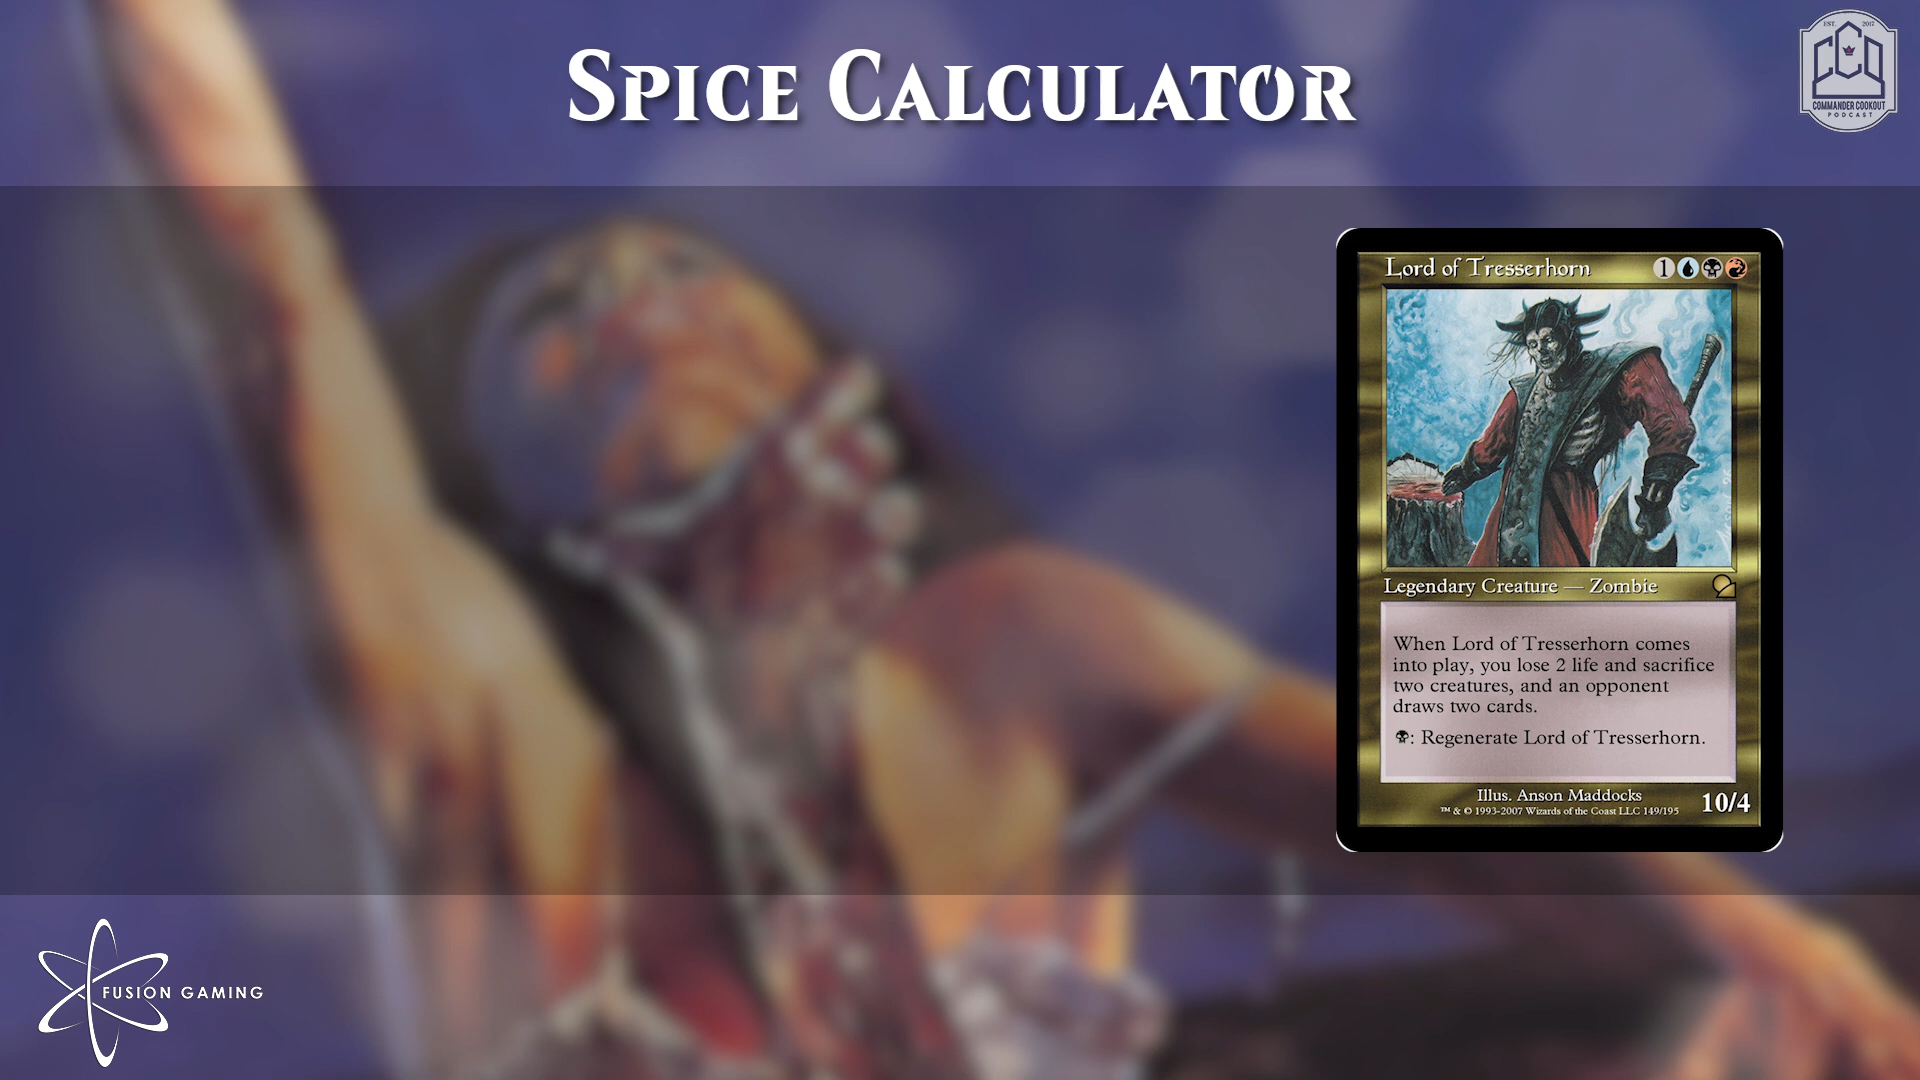 SPICE CALCULATOR
EST. 2017
CCO
COMMANDER COOKOUT
PODCAST
Lord of Tresserhorn 1
Legendary Creature — Zombie
When Lord of Tresserhorn comes
into play, you lose 2 life and sacrifice
two creatures, and an opponent
draws two cards.
: Regenerate Lord of Tresserhorn.
Illus. Anson Maddocks
™ & © 1993-2007 Wizards of the Coast LLC 149/195
10/4
FUSION GAMING